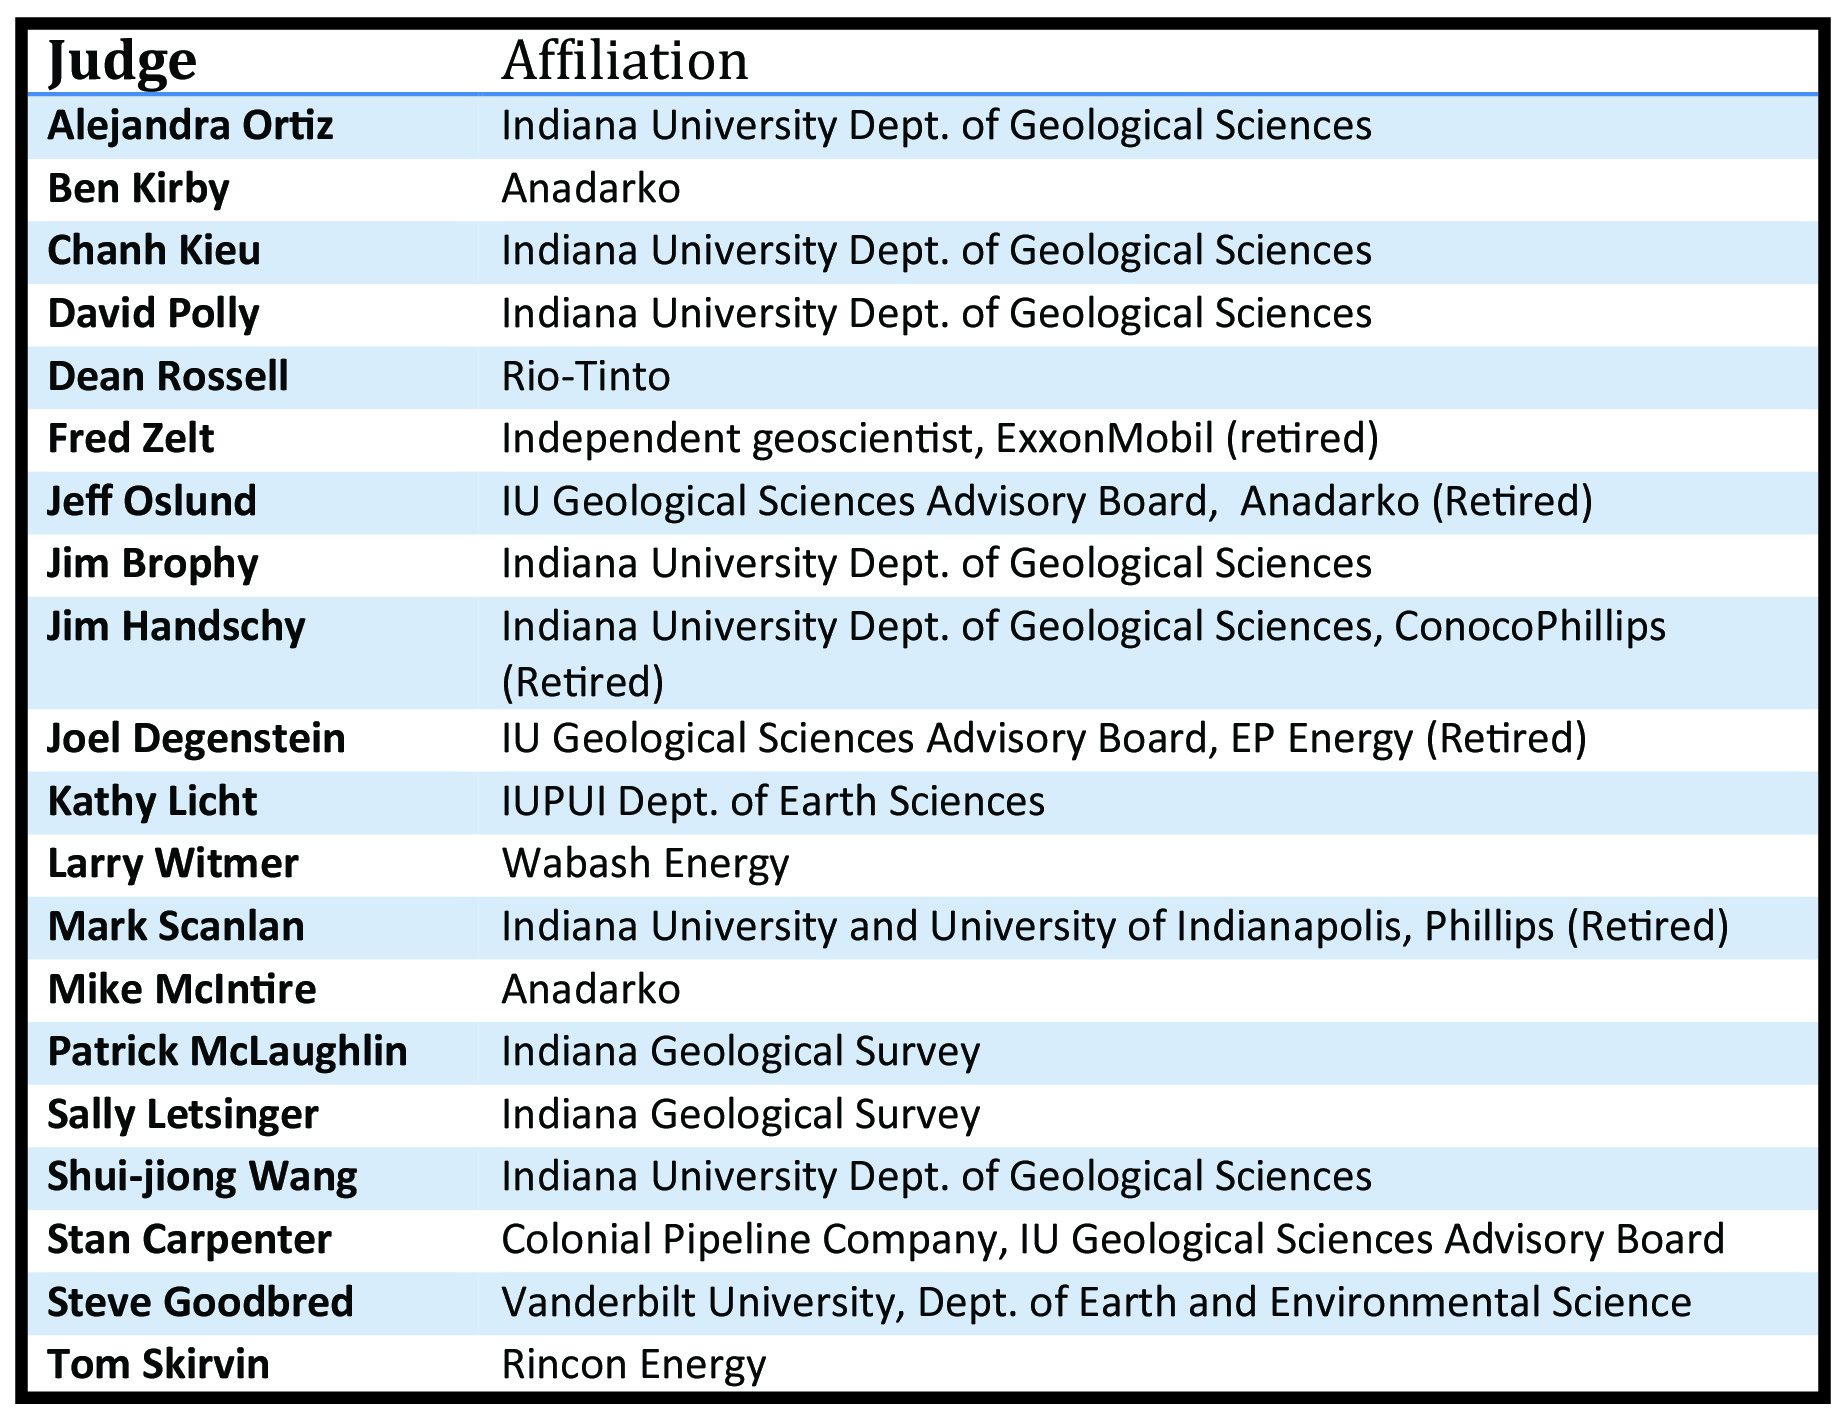 Judge Affiliation
Alejandra Ortiz Indiana University Dept. of Geological Sciences
Ben Kirby Anadarko
Chanh Kieu Indiana University Dept. of Geological Sciences
David Polly Indiana University Dept. of Geological Sciences
Dean Rossell Rio-Tinto
Fred Zelt Independent geoscientist, ExxonMobil (retired)
Jeff Oslund IU Geological Sciences Advisory Board, Anadarko (Retired)
Jim Brophy Indiana University Dept. of Geological Sciences
Jim Handschy Indiana University Dept. of Geological Sciences, ConocoPhillips
(Retired)
Joel Degenstein IU Geological Sciences Advisory Board, EP Energy (Retired)
Kathy Licht IUPUI Dept. of Earth Sciences
Larry Witmer Wabash Energy
Mark Scanlan Indiana University and University of Indianapolis, Phillips (Retired)
Mike McIntire Anadarko
Patrick McLaughlin Indiana Geological Survey
Sally Letsinger Indiana Geological Survey
Shui-jiong Wang Indiana University Dept. of Geological Sciences
Stan Carpenter Colonial Pipeline Company, IU Geological Sciences Advisory Board
Steve Goodbred Vanderbilt University, Dept. of Earth and Environmental Science
Tom Skirvin Rincon Energy